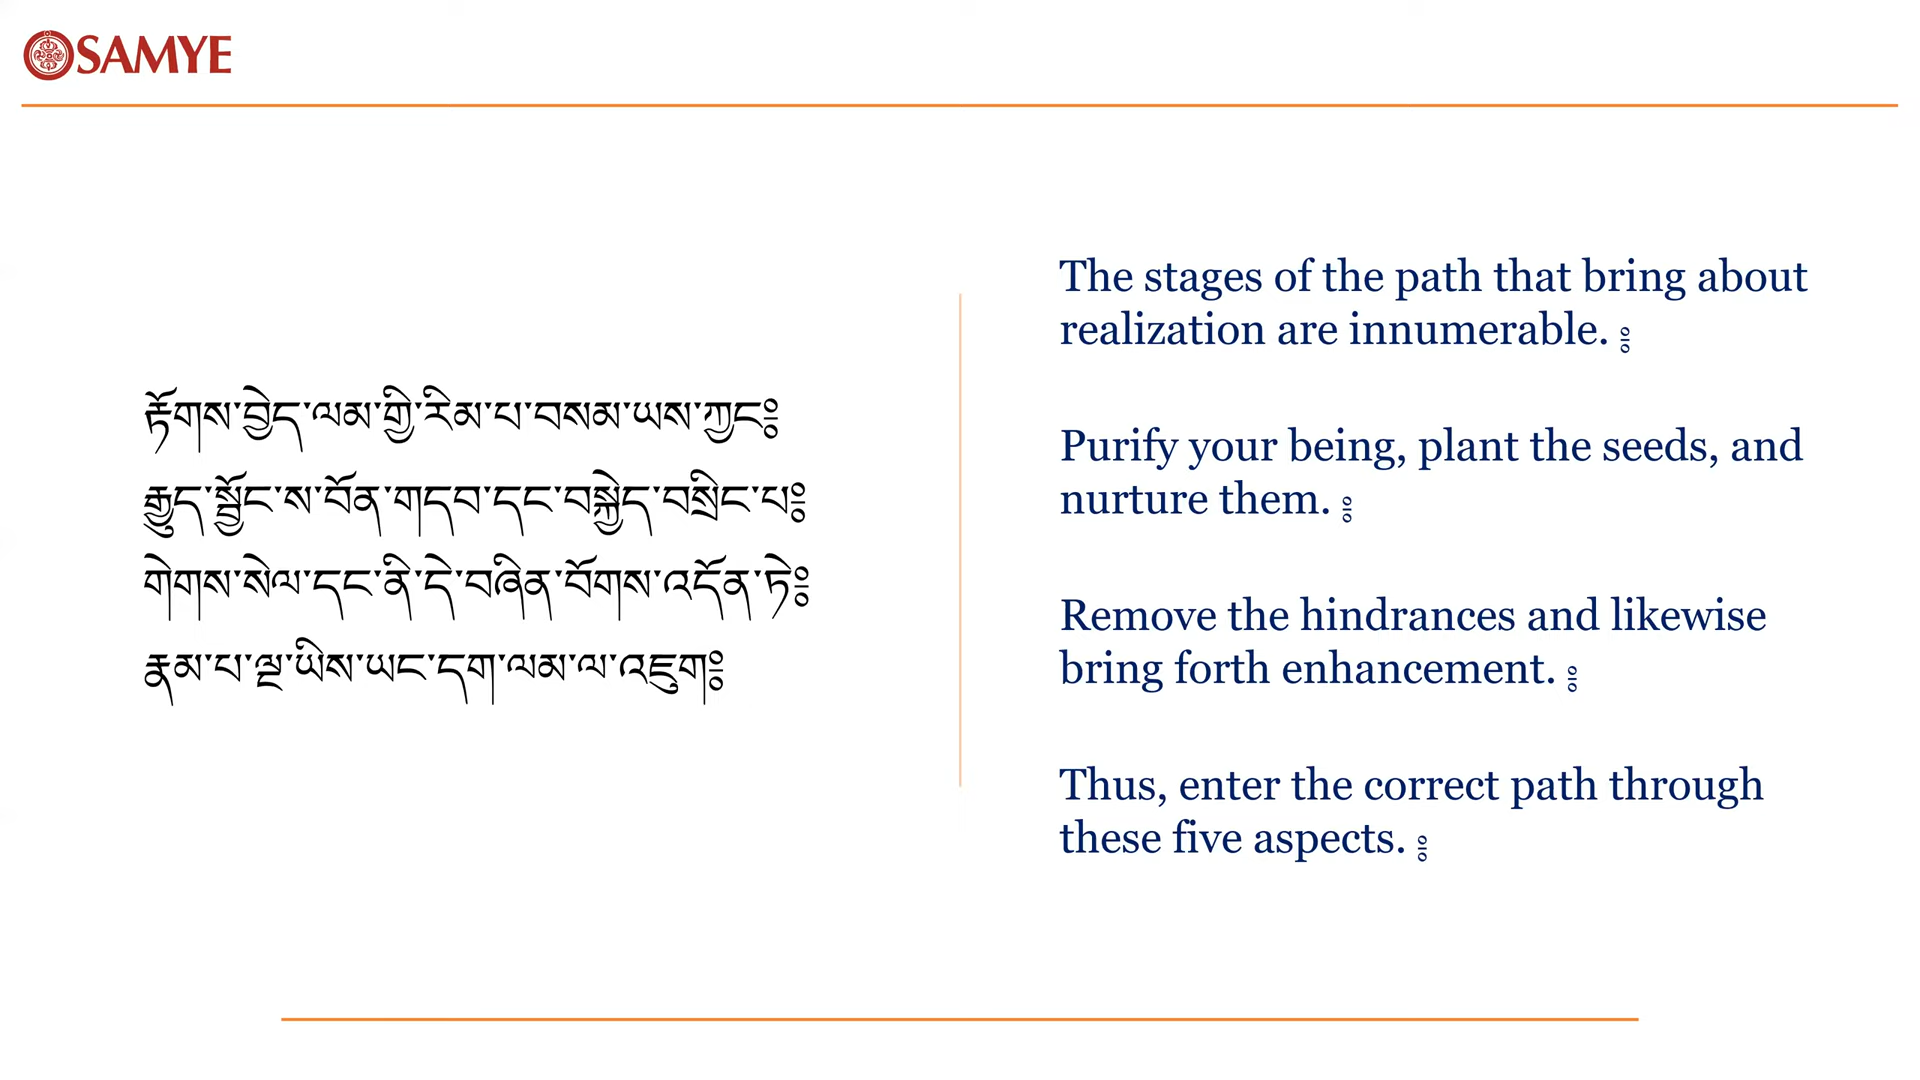 SAMYE
རྟོགས་བྱེད་ལམ་གྱི་རིམ་པ་བསམ་ཡས་ཀྱང༔
རྒྱུད་སྦྱོང་ས་བོན་གདབ་དང་བསྐྱེད་བསྲིང་པ༔
གེགས་སེལ་དང་ནི་དེ་བཞིན་བོགས་འདོན་ཏེ༔
རྣམ་པ་ལྔ་ཡིས་ཡང་དག་ལམ་ལ་འཇུག༔
The stages of the path that bring about
realization are innumerable. ༔
Purify your being, plant the seeds, and
nurture them. ༔
Remove the hindrances and likewise
bring forth enhancement. ༔
Thus, enter the correct path through
these five aspects. ༔